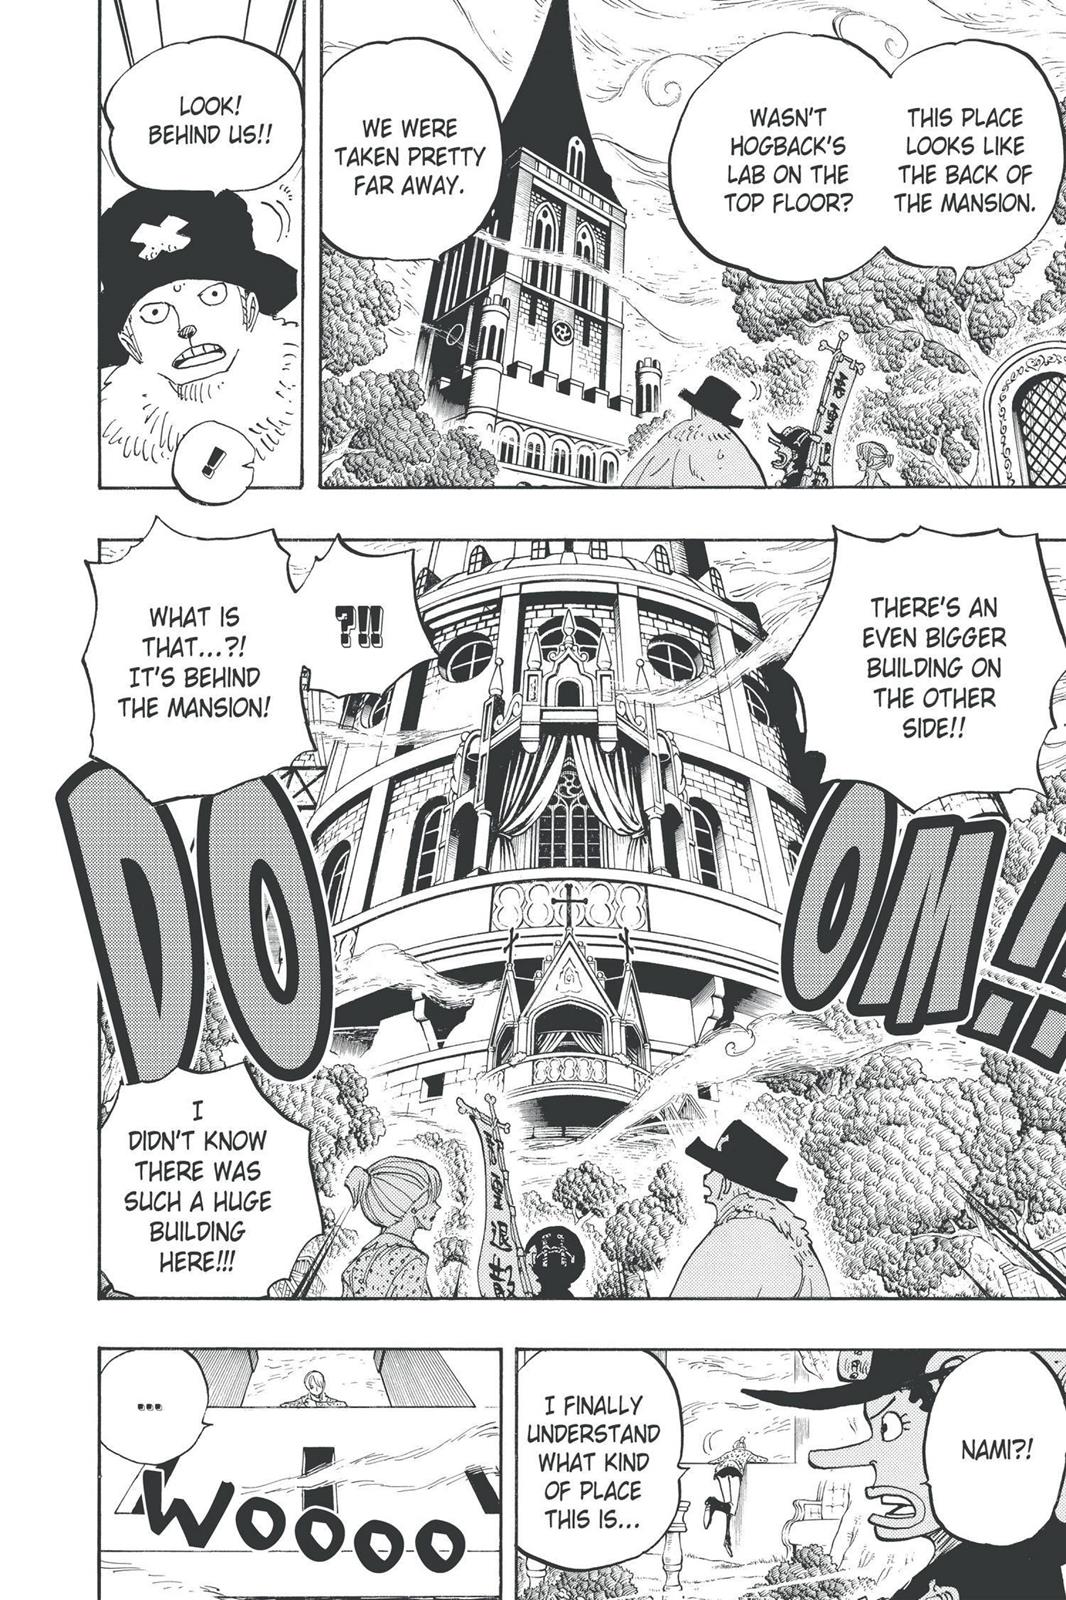 THIS PLACE
LOOKS LIKE
THE BACK OF
THE MANSION.
WASN'T
HOGBACK'S
LAB ON THE
TOP FLOOR?
WE WERE
TAKEN PRETTY
FAR AWAY.
LOOK!
BEHIND US!!
!
THERE'S AN
EVEN BIGGER
BUILDING ON
THE OTHER
SIDE!!
?!!
WHAT IS
THAT...?!
IT'S BEHIND
THE MANSION!
DOOM!!
I
DIDN'T KNOW
THERE WAS
SUCH A HUGE
BUILDING
HERE!!!
NAMI?!
I FINALLY
UNDERSTAND
WHAT KIND
OF PLACE
THIS IS...
...
WOOOO